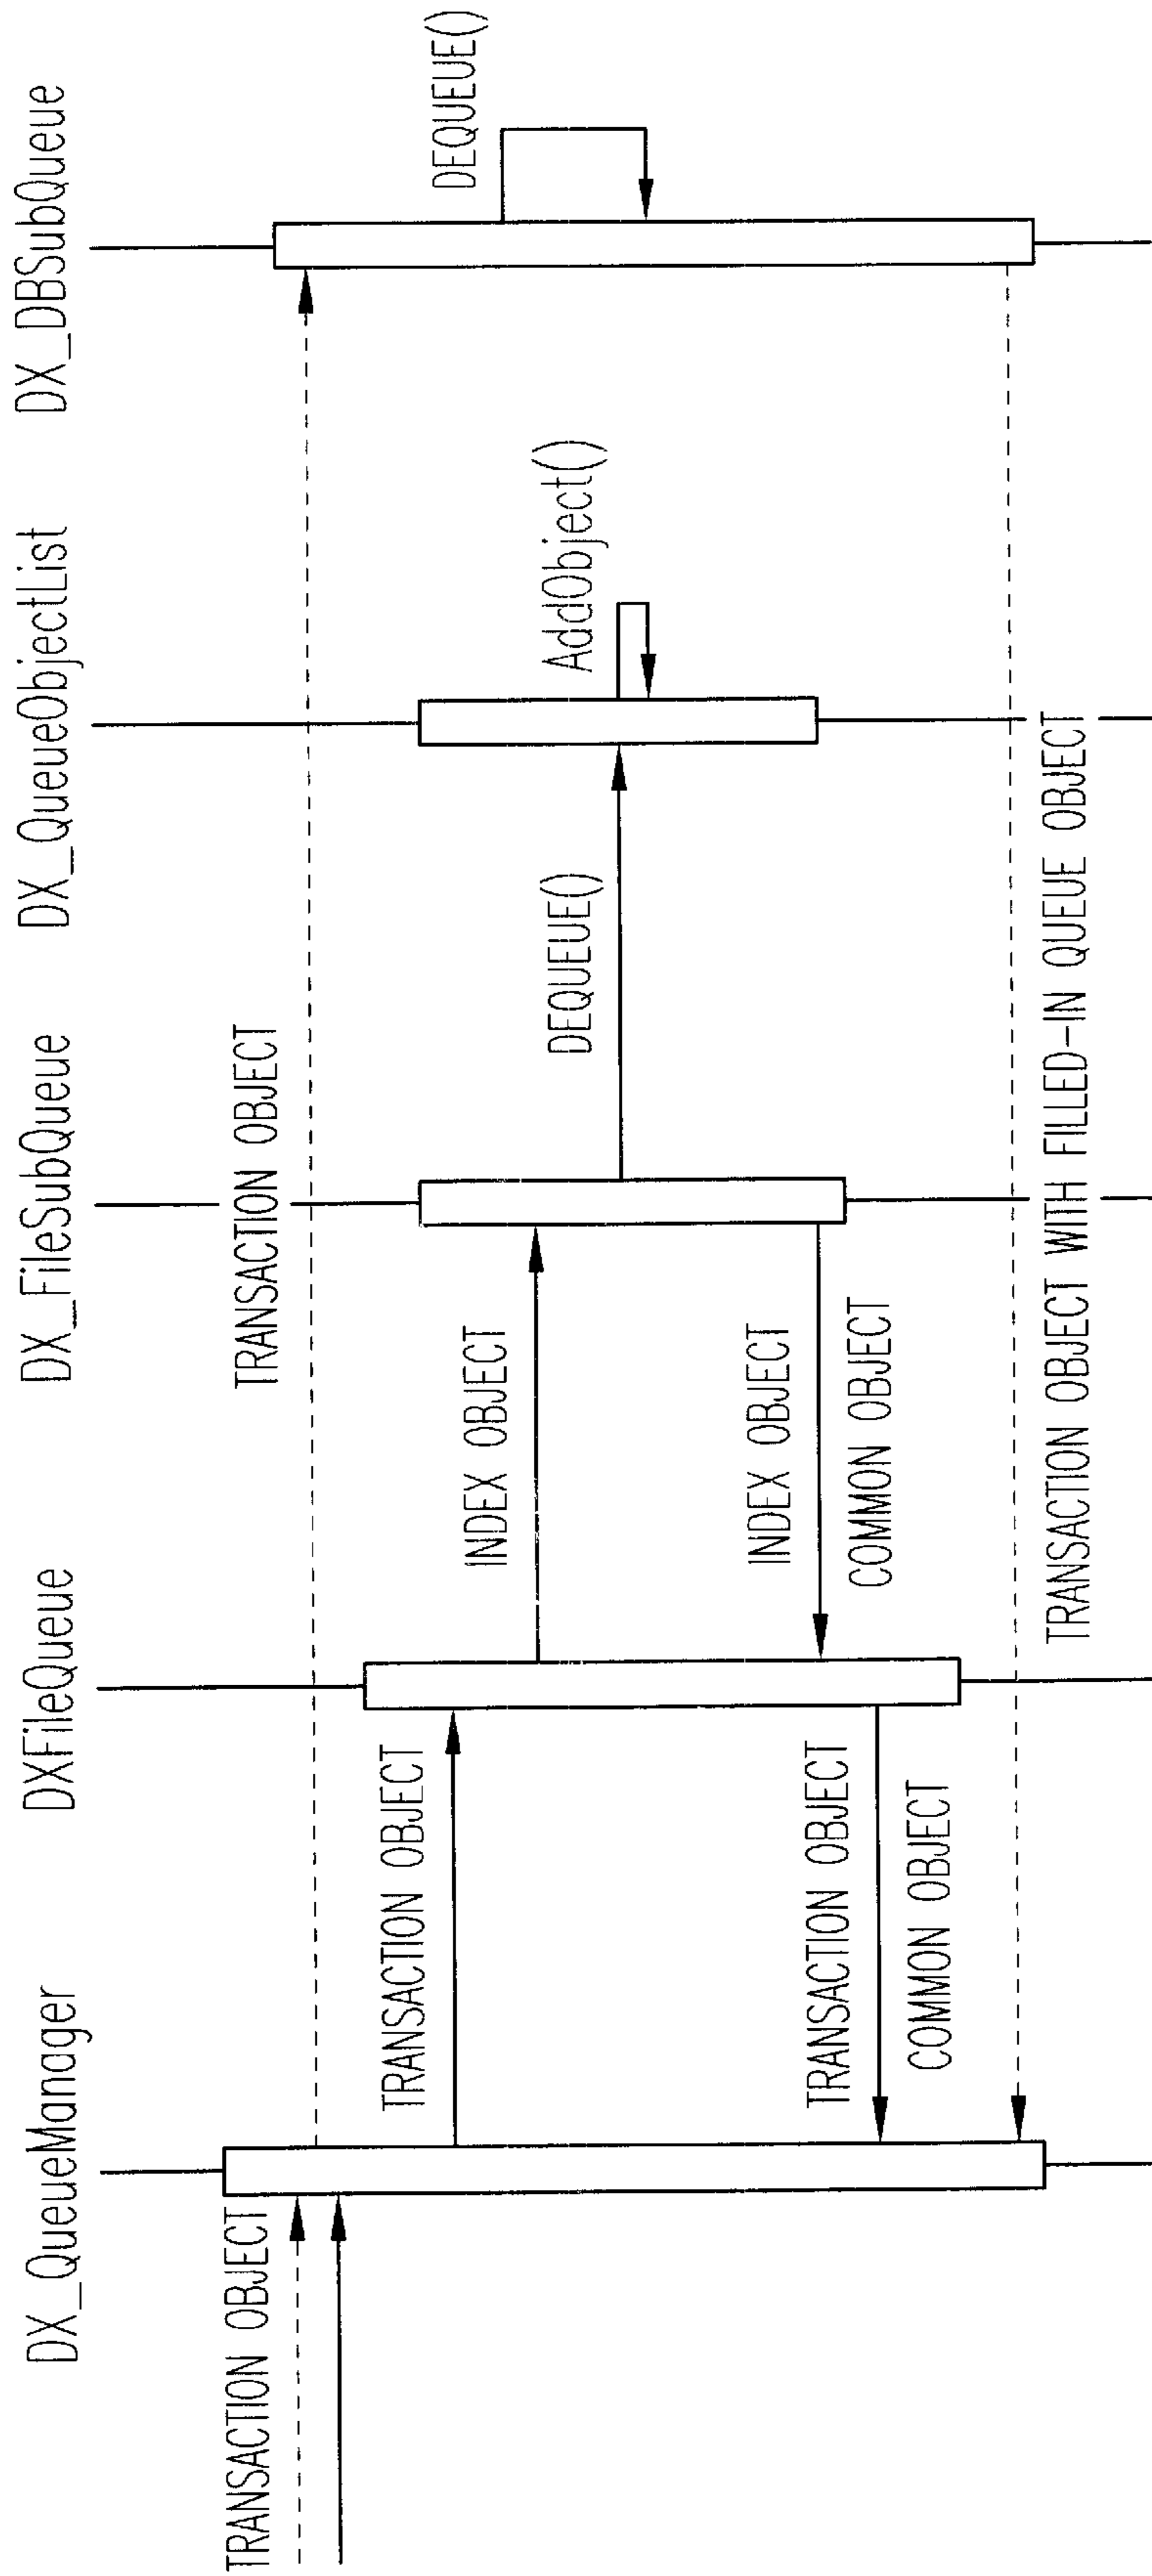 DX_QueueManager
DXFileQueue
DX_FileSubQueue
DX_QueueObjectList
DX_DBSubQueue
TRANSACTION OBJECT
TRANSACTION OBJECT
TRANSACTION OBJECT
INDEX OBJECT
DEQUEUE()
AddObject()
DEQUEUE()
INDEX OBJECT
COMMON OBJECT
TRANSACTION OBJECT
COMMON OBJECT
TRANSACTION OBJECT WITH FILLED-IN QUEUE OBJECT